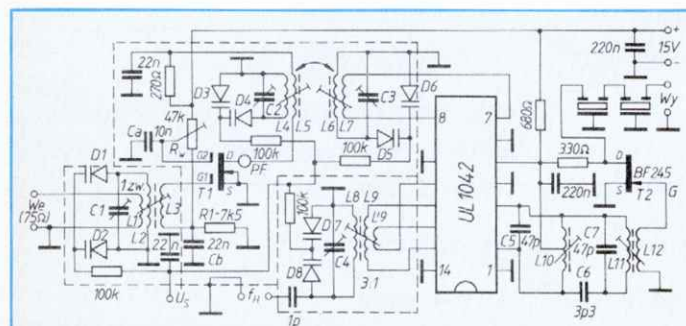 22n
270Ω
47k
Rw
Ca
10n
D3
D4
C2
L4
L5
L6
L7
C3
D6
D5
100k
100k
8
7
14
1
UL1042
680Ω
220n
+
15V
-
Wy
330Ω
220n
D
S
BF245
T2
G
D1
D2
We
(75Ω)
C1
1zw
L1
L2
L3
G2
G1
D
S
T1
PF
22n
22n
Cb
R1-7k5
100k
Us
fH
100k
D7
D8
1p
C4
L8
L9
L'9
3:1
C5
47p
L10
C7
47p
C6
3p3
L11
L12